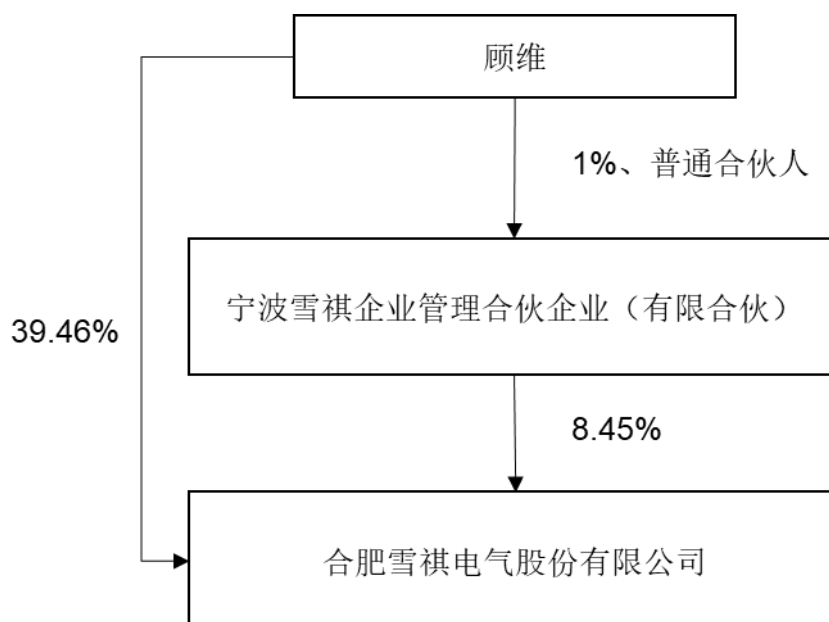 顾维
1%、普通合伙人
宁波雪祺企业管理合伙企业（有限合伙）
39.46%
8.45%
合肥雪祺电气股份有限公司